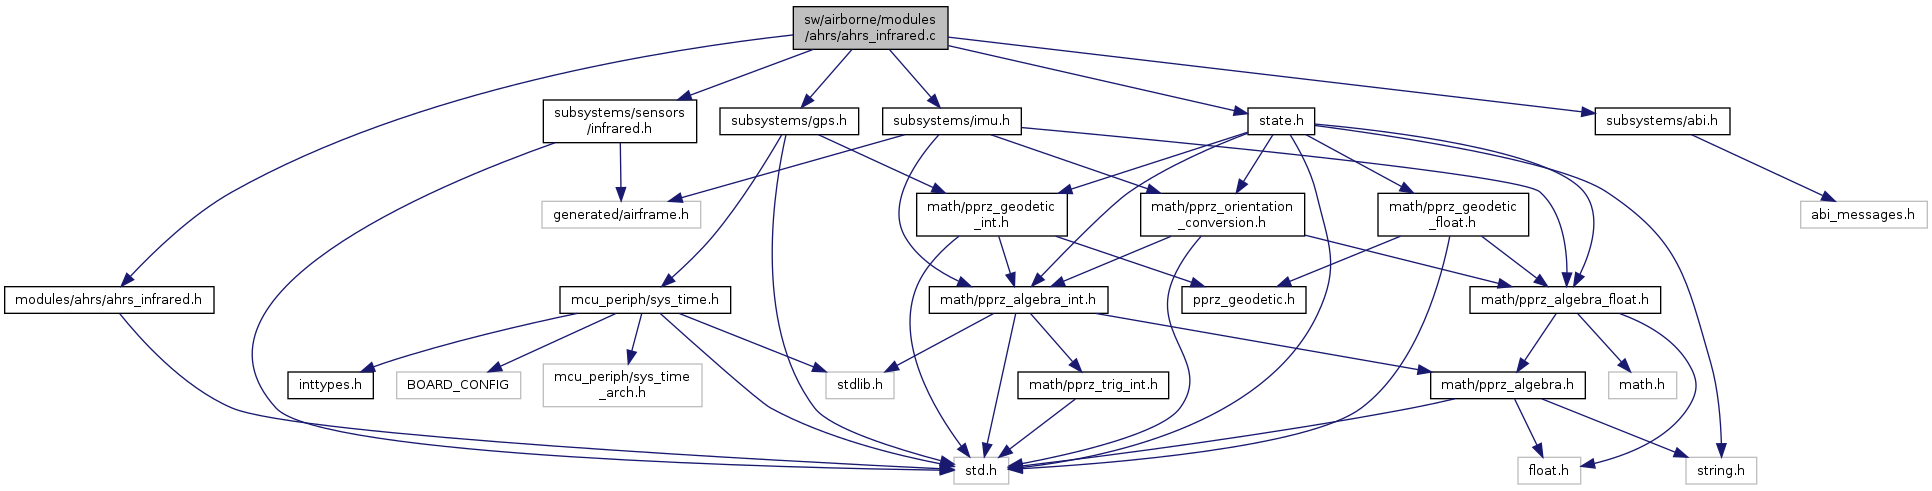 sw/airborne/modules
/ahrs/ahrs_infrared.c
subsystems/sensors
/infrared.h
subsystems/gps.h
subsystems/imu.h
state.h
subsystems/abi.h
generated/airframe.h
math/pprz_geodetic
_int.h
math/pprz_orientation
_conversion.h
math/pprz_geodetic
_float.h
abi_messages.h
modules/ahrs/ahrs_infrared.h
mcu_periph/sys_time.h
math/pprz_algebra_int.h
pprz_geodetic.h
math/pprz_algebra_float.h
inttypes.h
BOARD_CONFIG
mcu_periph/sys_time
_arch.h
stdlib.h
math/pprz_trig_int.h
math/pprz_algebra.h
math.h
std.h
float.h
string.h